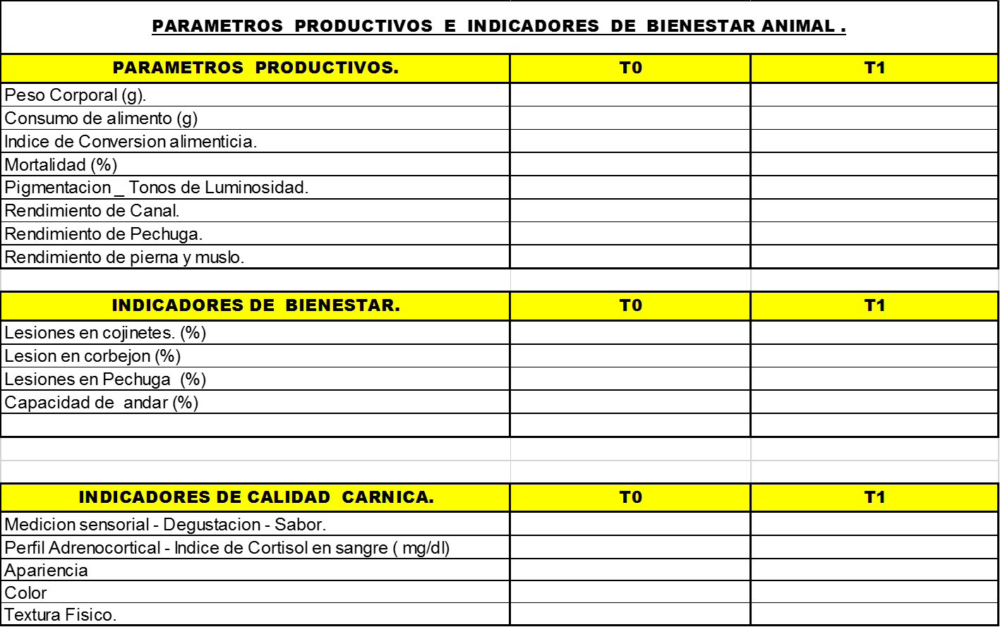 PARAMETROS PRODUCTIVOS E INDICADORES DE BIENESTAR ANIMAL .
PARAMETROS PRODUCTIVOS. T0 T1
Peso Corporal (g).
Consumo de alimento (g)
Indice de Conversion alimenticia.
Mortalidad (%)
Pigmentacion _ Tonos de Luminosidad.
Rendimiento de Canal.
Rendimiento de Pechuga.
Rendimiento de pierna y muslo.
INDICADORES DE BIENESTAR. T0 T1
Lesiones en cojinetes. (%)
Lesion en corbejon (%)
Lesiones en Pechuga (%)
Capacidad de andar (%)
INDICADORES DE CALIDAD CARNICA. T0 T1
Medicion sensorial - Degustacion - Sabor.
Perfil Adrenocortical - Indice de Cortisol en sangre ( mg/dl)
Apariencia
Color
Textura Fisico.